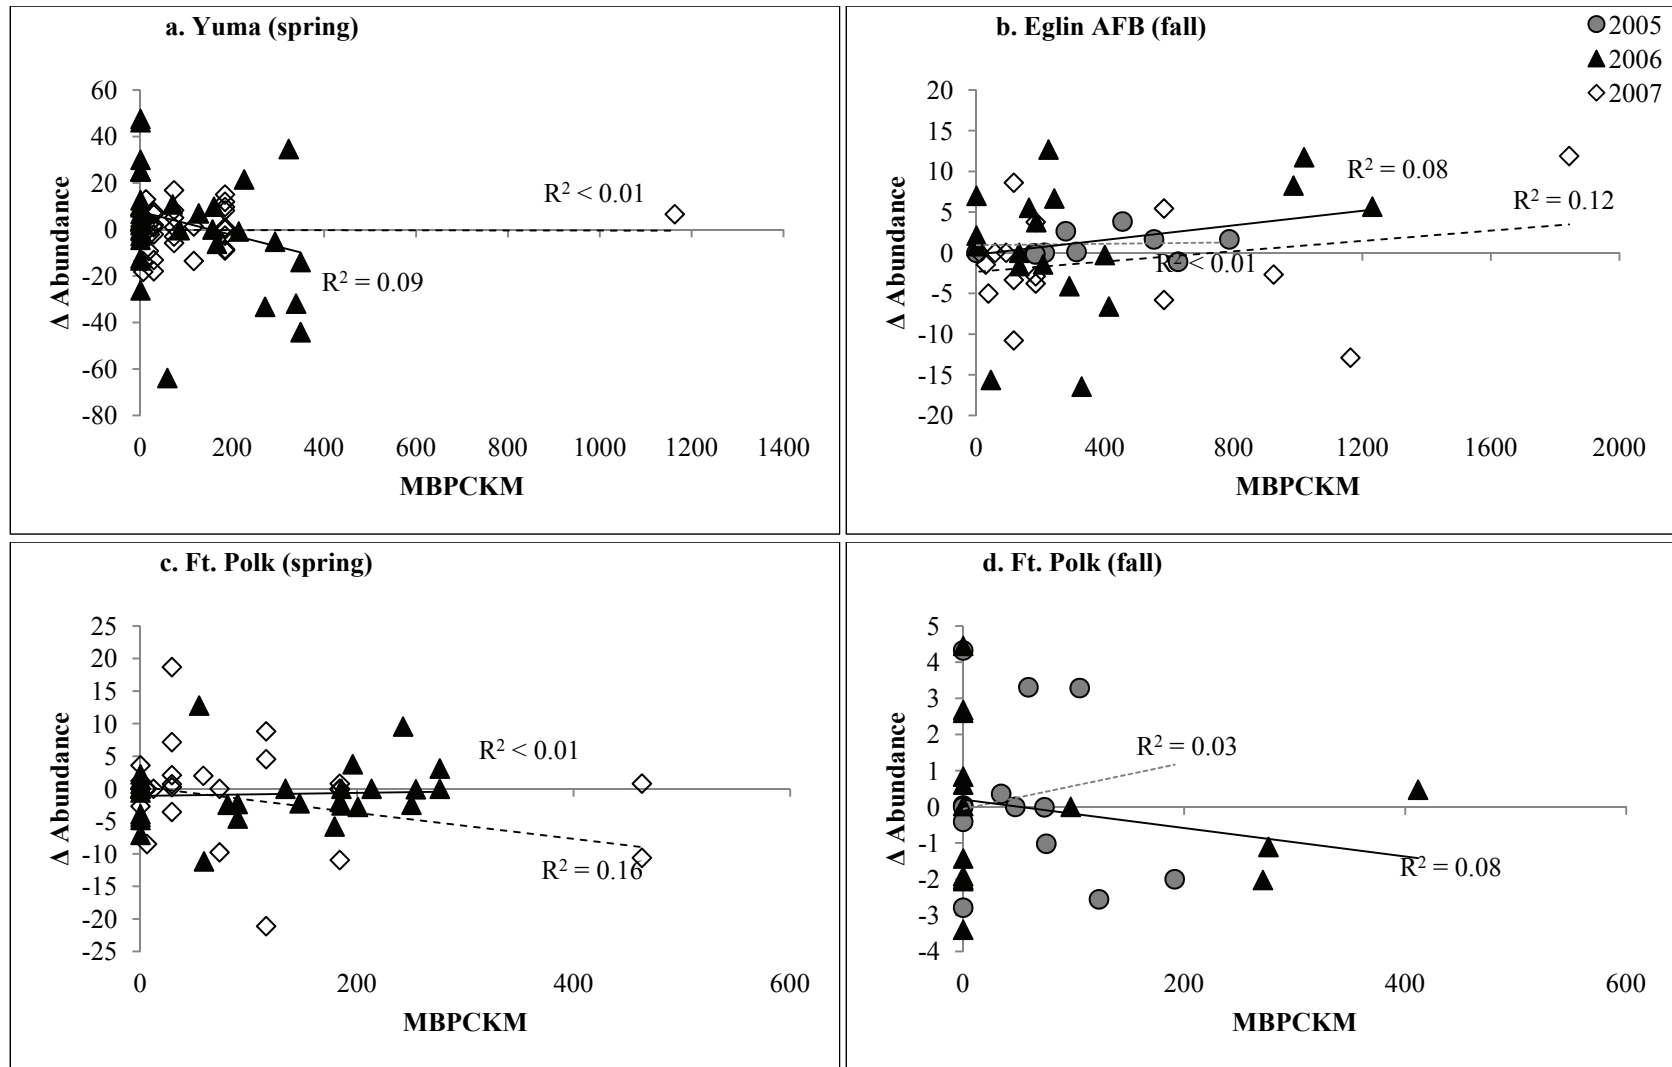 a. Yuma (spring)
60
40
20
0
-20
-40
-60
-80
Δ Abundance
R² < 0.01
R² = 0.09
0 200 400 600 800 1000 1200 1400
MBPCKM
b. Eglin AFB (fall)
2005
2006
2007
20
15
10
5
0
-5
-10
-15
-20
Δ Abundance
R² = 0.08
R² = 0.12
R² < 0.01
0 400 800 1200 1600 2000
MBPCKM
c. Ft. Polk (spring)
25
20
15
10
5
0
-5
-10
-15
-20
-25
Δ Abundance
R² < 0.01
R² = 0.16
0 200 400 600
MBPCKM
d. Ft. Polk (fall)
5
4
3
2
1
0
-1
-2
-3
-4
Δ Abundance
R² = 0.03
R² = 0.08
0 200 400 600
MBPCKM